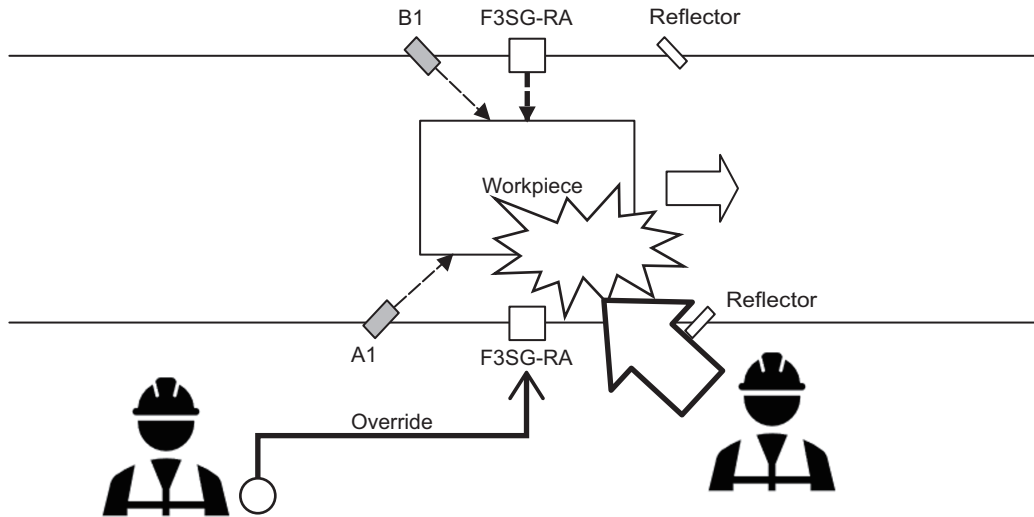 B1
F3SG-RA
Reflector
Workpiece
Reflector
A1
F3SG-RA
Override